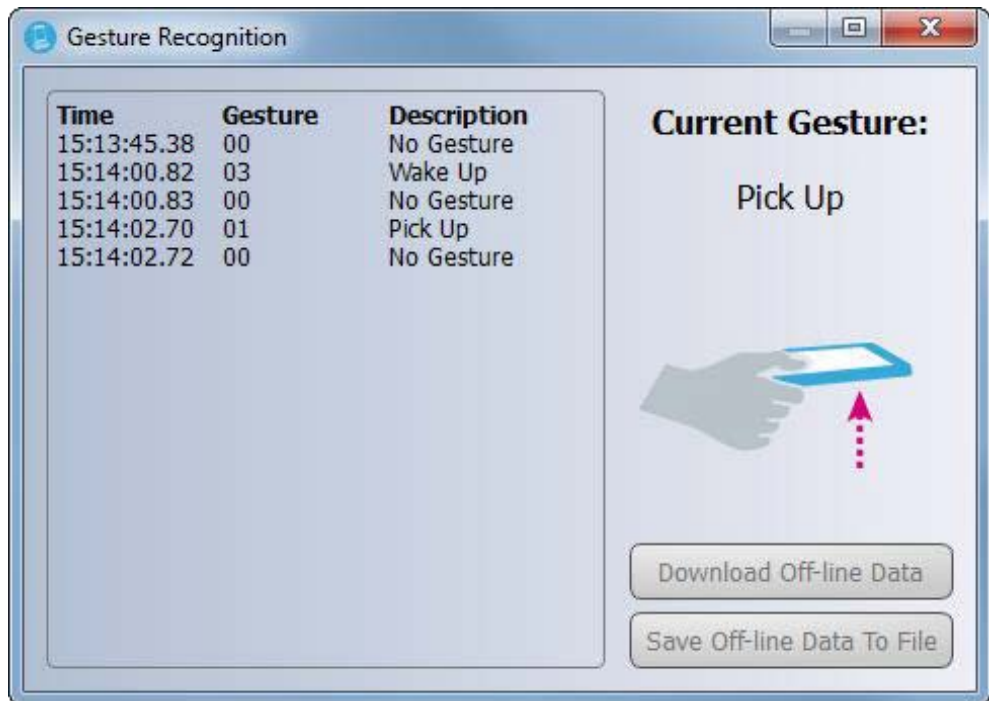 Gesture Recognition
Time Gesture Description
15:13:45.38 00 No Gesture
15:14:00.82 03 Wake Up
15:14:00.83 00 No Gesture
15:14:02.70 01 Pick Up
15:14:02.72 00 No Gesture
Current Gesture:
Pick Up
Download Off-line Data
Save Off-line Data To File